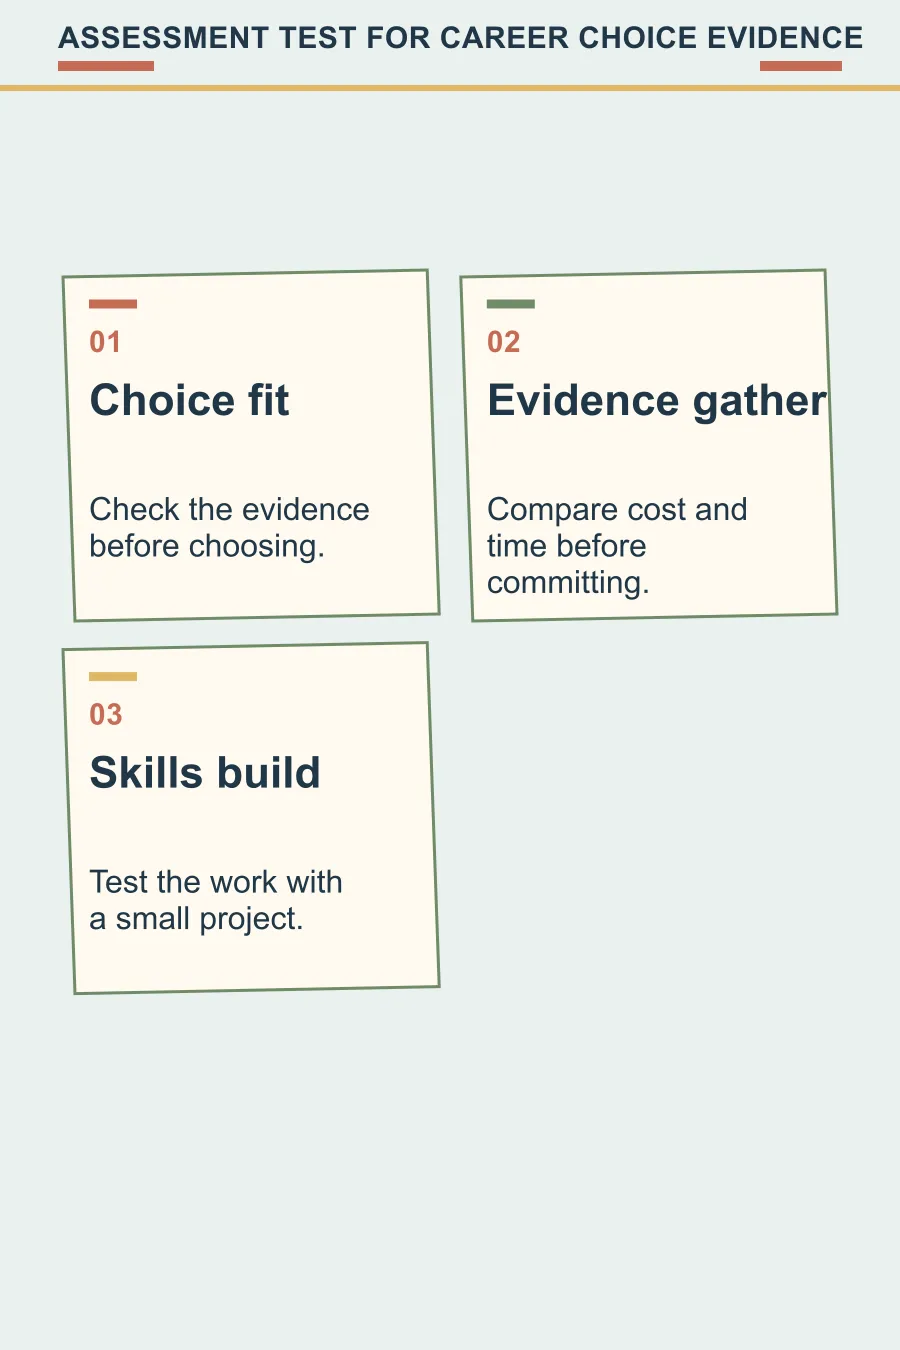 ASSESSMENT TEST FOR CAREER CHOICE EVIDENCE
01
Choice fit
Check the evidence
before choosing.
02
Evidence gather
Compare cost and
time before
committing.
03
Skills build
Test the work with
a small project.